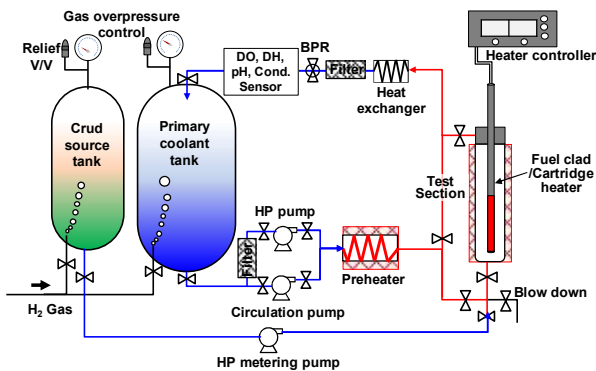 Gas overpressure
control
Relief
V/V
Heater controller
DO, DH,
pH, Cond.
Sensor
BPR
Filter
Heat
exchanger
Crud
source
tank
Primary
coolant
tank
Test
Section
Fuel clad
/Cartridge
heater
HP pump
Filter
Preheater
Circulation pump
Blow down
H2 Gas
HP metering pump